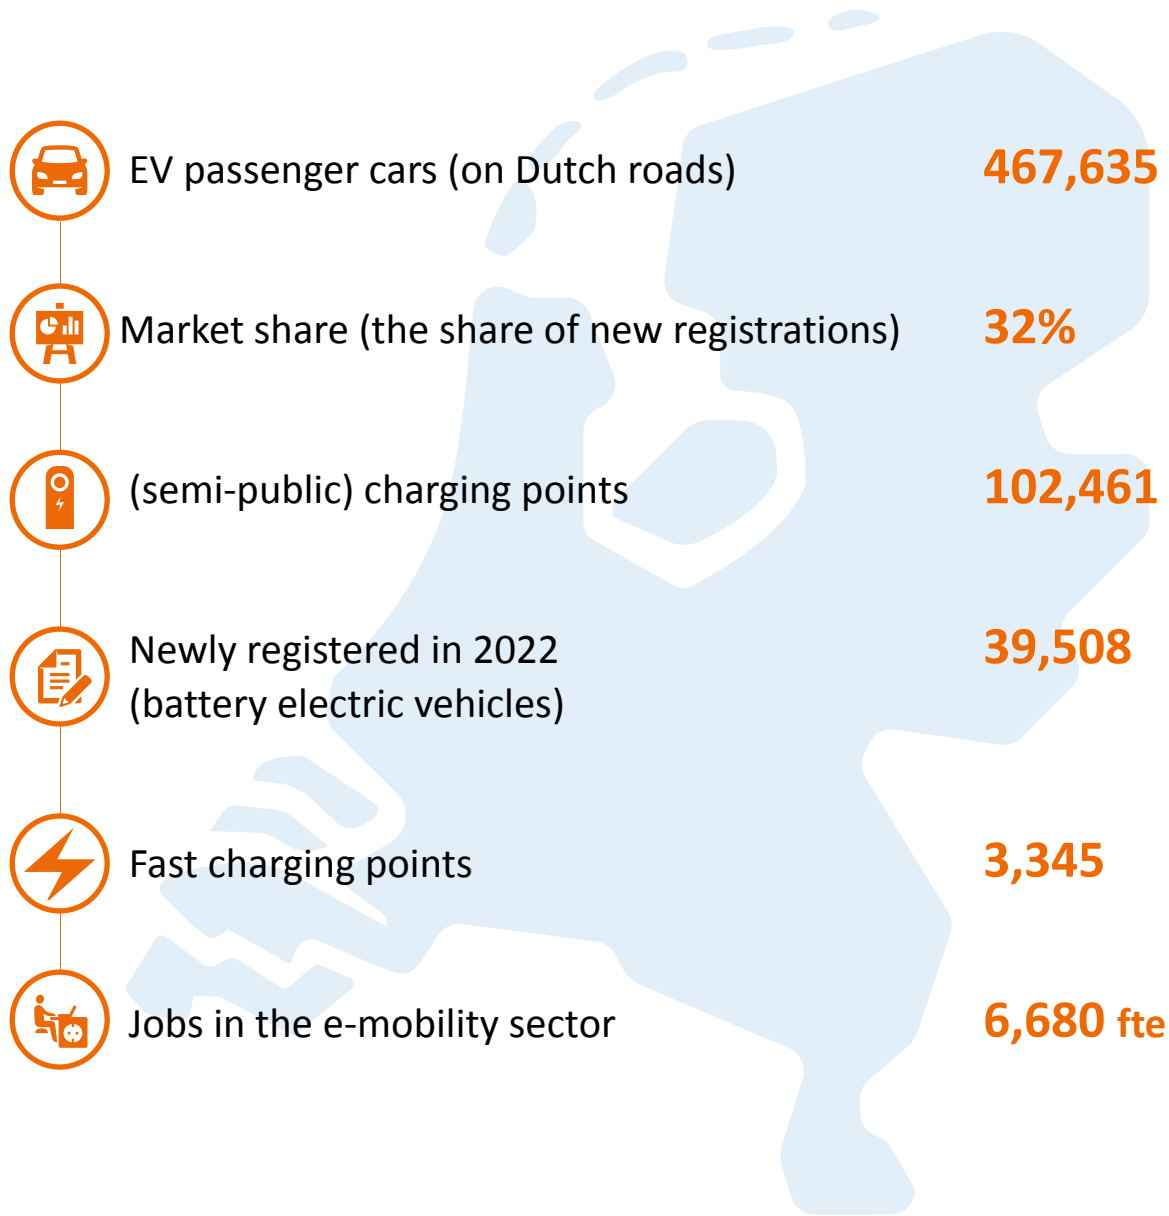 EV passenger cars (on Dutch roads) 467,635
Market share (the share of new registrations) 32%
(semi-public) charging points 102,461
Newly registered in 2022 39,508
(battery electric vehicles)
Fast charging points 3,345
Jobs in the e-mobility sector 6,680 fte